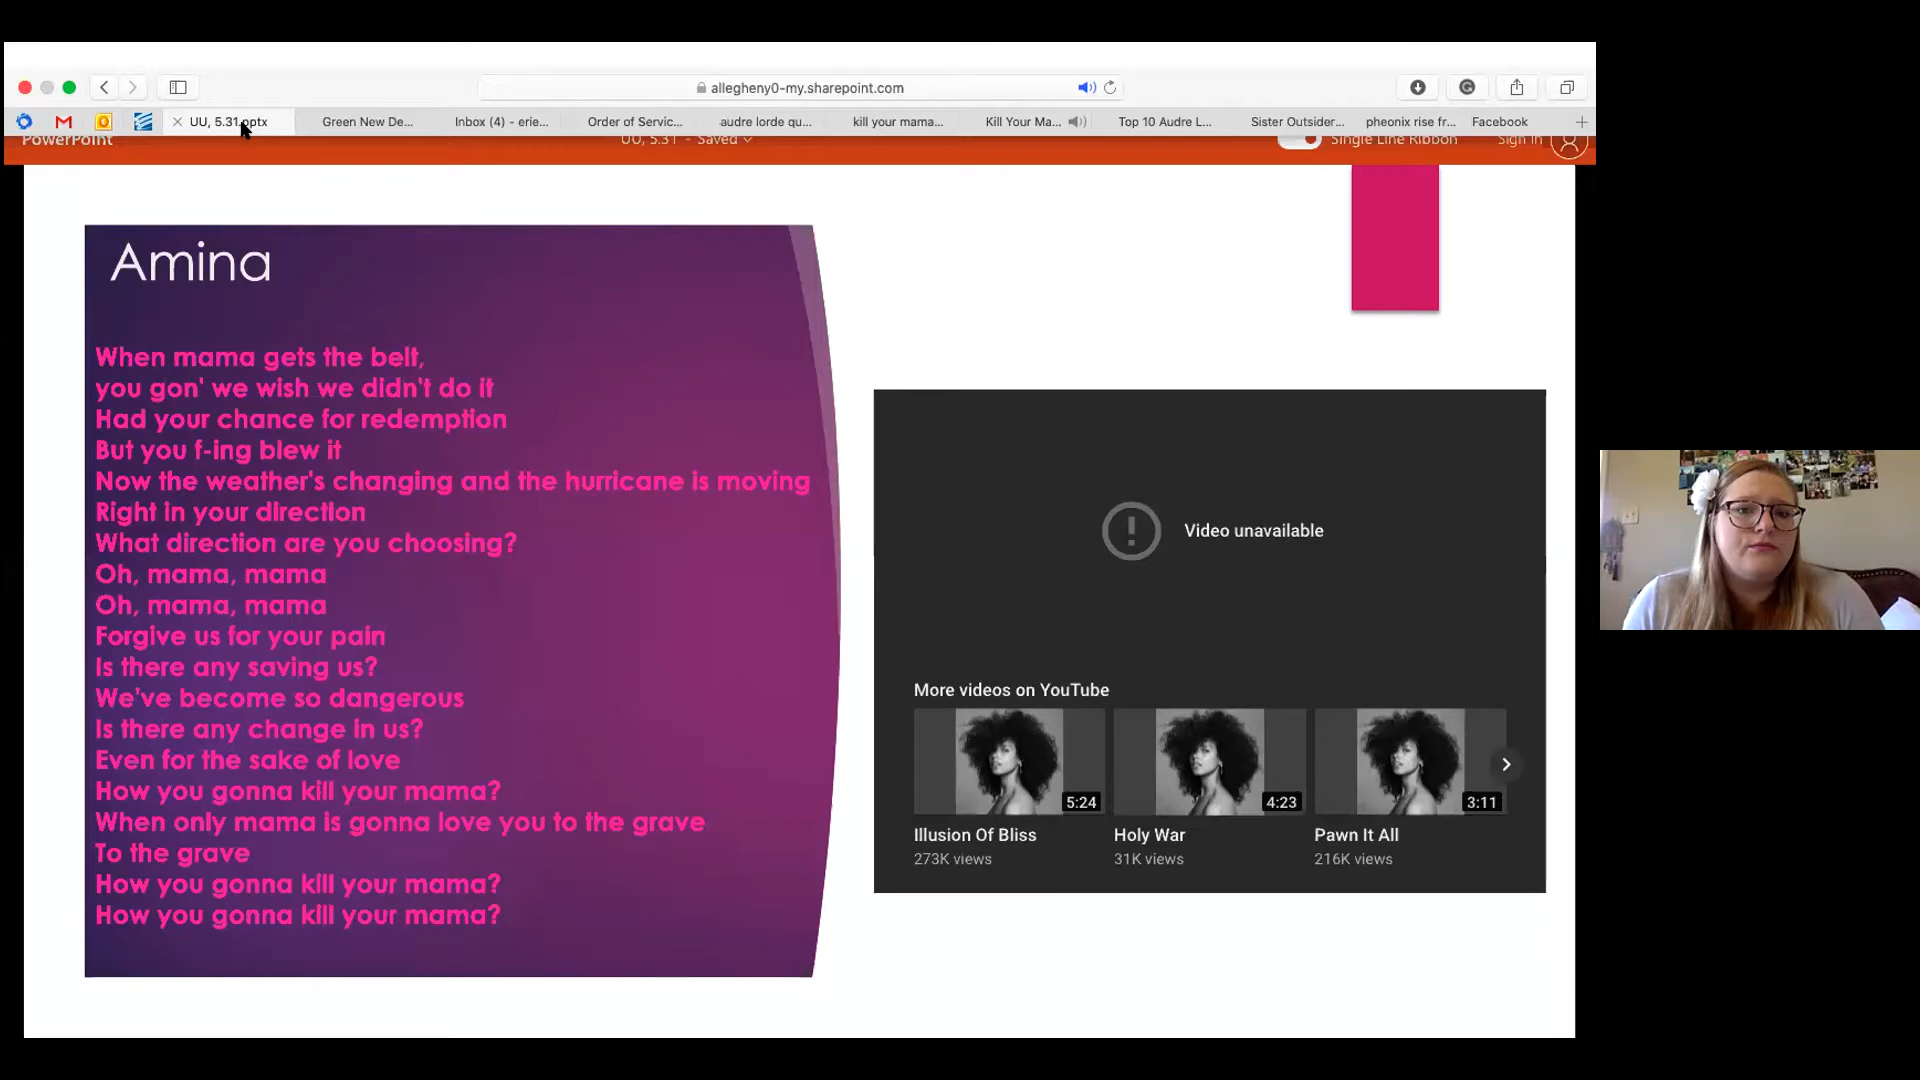 allegheny0-my.sharepoint.com
UU, 5.31.pptx
Green New De...
Inbox (4) - erie...
Order of Servic...
audre lorde qu...
kill your mama...
Kill Your Ma...
Top 10 Audre L...
Sister Outsider...
pheonix rise fr...
Facebook
PowerPoint
UU, 5.31 - Saved
Single Line Ribbon
Sign in
Amina
When mama gets the belt,
you gon' we wish we didn't do it
Had your chance for redemption
But you f-ing blew it
Now the weather's changing and the hurricane is moving
Right in your direction
What direction are you choosing?
Oh, mama, mama
Oh, mama, mama
Forgive us for your pain
Is there any saving us?
We've become so dangerous
Is there any change in us?
Even for the sake of love
How you gonna kill your mama?
When only mama is gonna love you to the grave
To the grave
How you gonna kill your mama?
How you gonna kill your mama?
Video unavailable
More videos on YouTube
5:24
4:23
3:11
Illusion Of Bliss
Holy War
Pawn It All
273K views
31K views
216K views